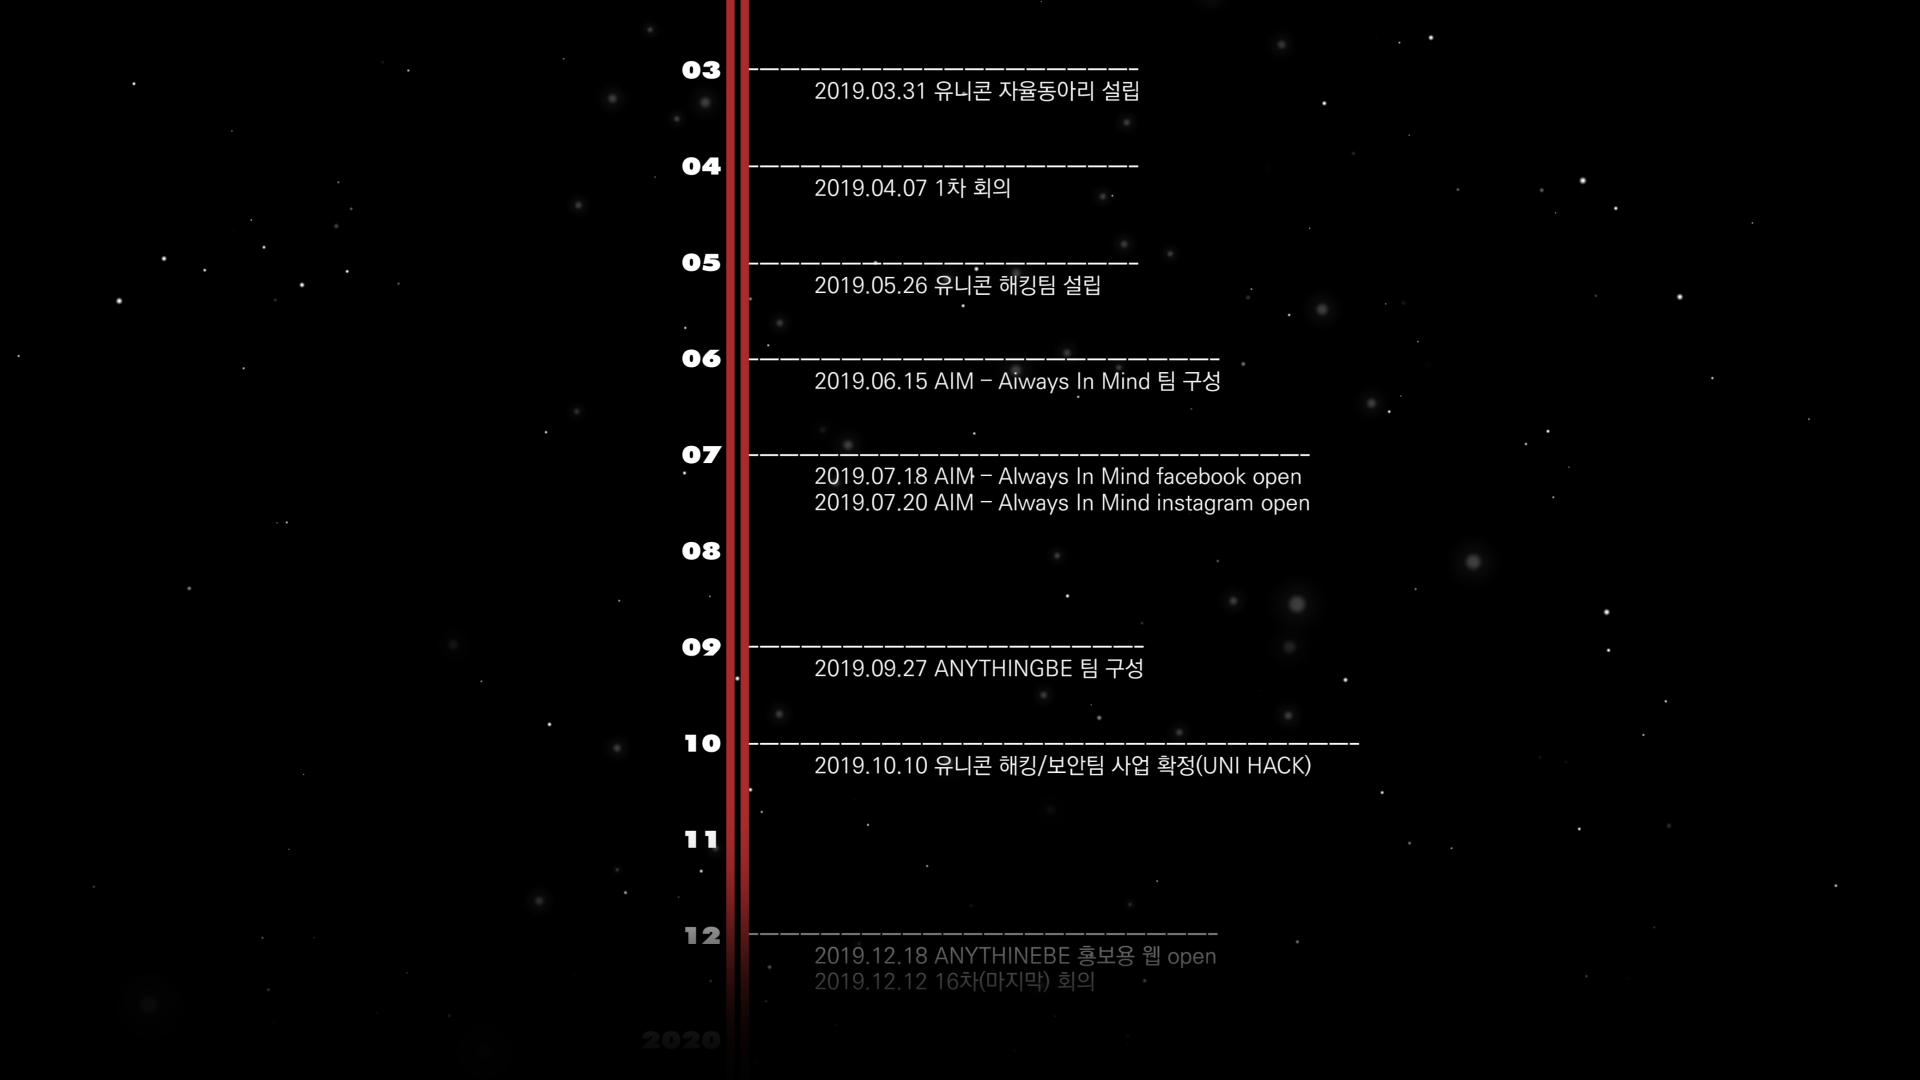 03
2019.03.31 유니콘 자율동아리 설립
04
2019.04.07 1차 회의
05
2019.05.26 유니콘 해킹팀 설립
06
2019.06.15 AIM - Aiways In Mind 팀 구성
07
2019.07.18 AIM - Always In Mind facebook open
2019.07.20 AIM - Always In Mind instagram open
08
09
2019.09.27 ANYTHINGBE 팀 구성
10
2019.10.10 유니콘 해킹/보안팀 사업 확정(UNI HACK)
11
12
2019.12.18 ANYTHINEBE 홍보용 웹 open
2019.12.12 16차(마지막) 회의
2020